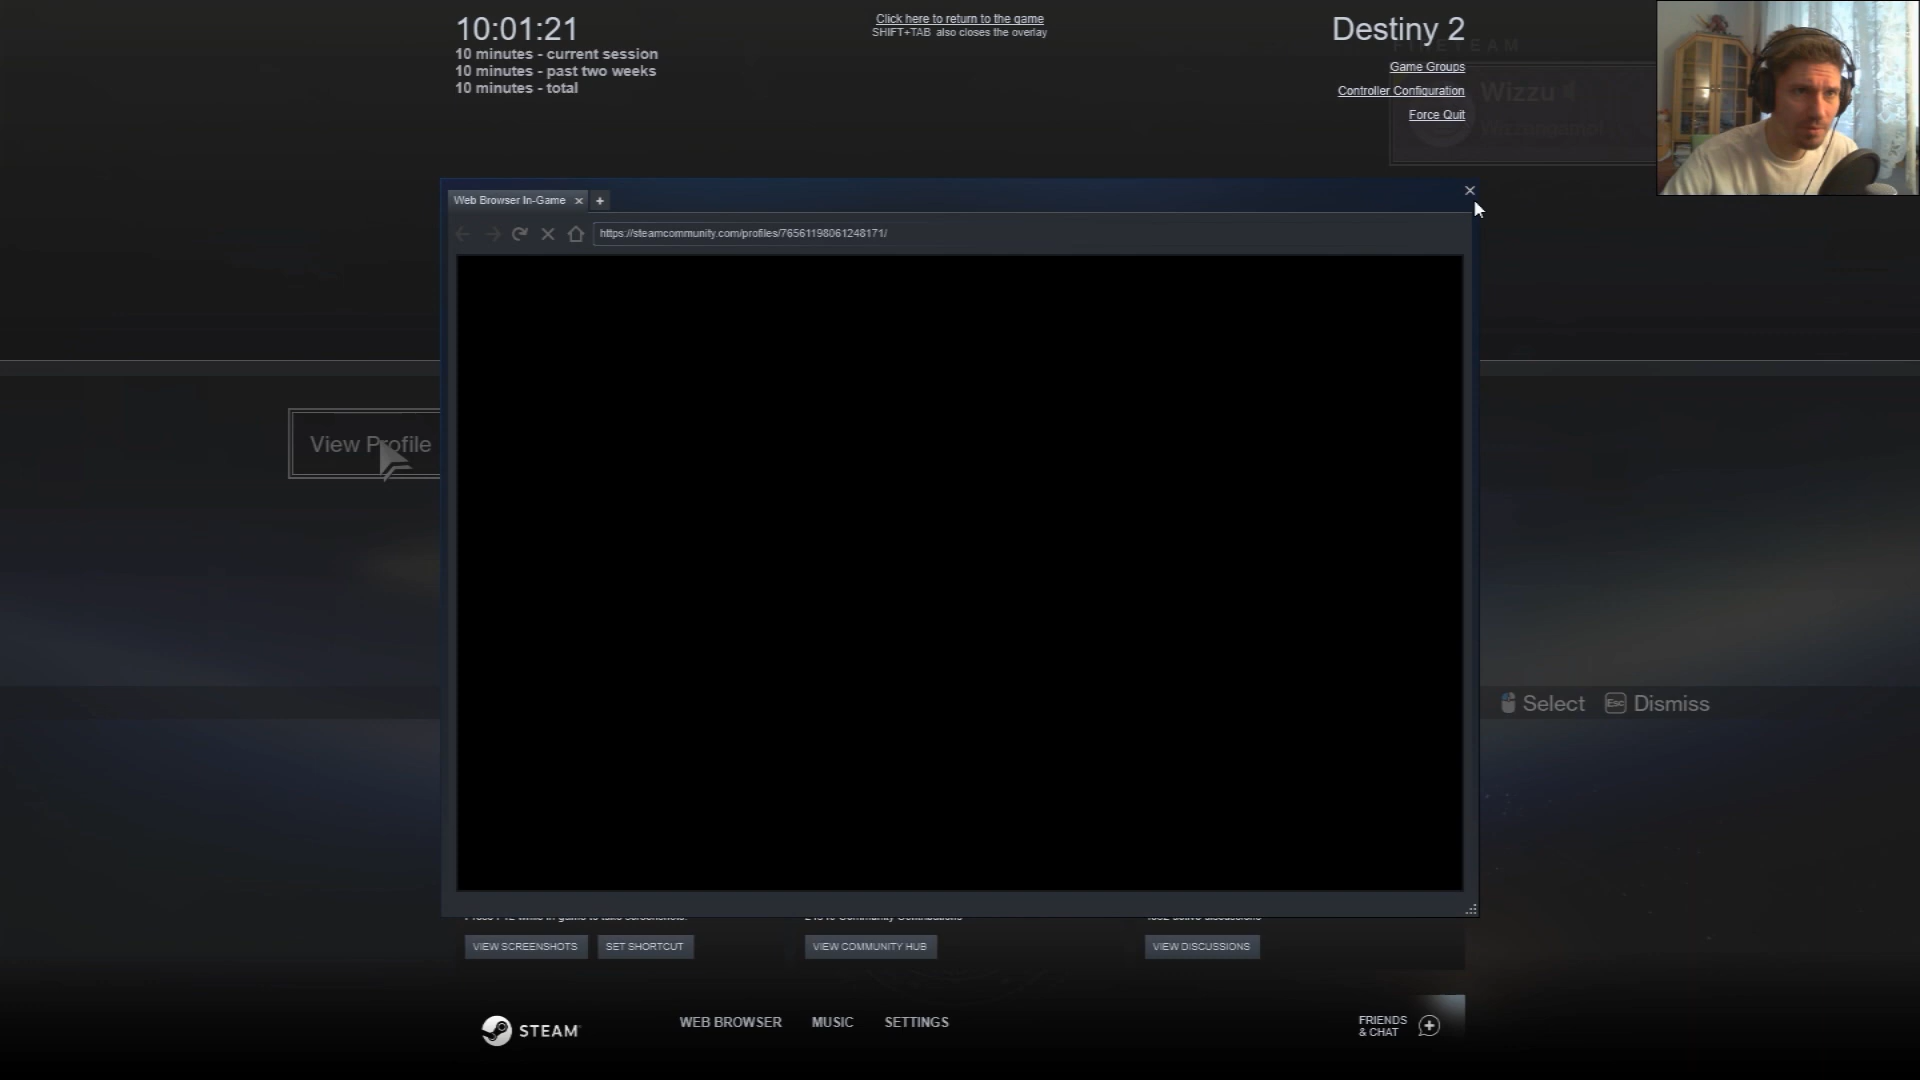 10:01:21
10 minutes - current session
10 minutes - past two weeks
10 minutes - total
Click here to return to the game
SHIFT+TAB also closes the overlay
Destiny 2
FIRETEAM
Game Groups
Controller Configuration
Force Quit
Wizzu
Web Browser In-Game
https://steamcommunity.com/profiles/76561198061248171/
View Profile
Select
Esc Dismiss
VIEW SCREENSHOTS
SET SHORTCUT
VIEW COMMUNITY HUB
VIEW DISCUSSIONS
STEAM
WEB BROWSER
MUSIC
SETTINGS
FRIENDS
& CHAT